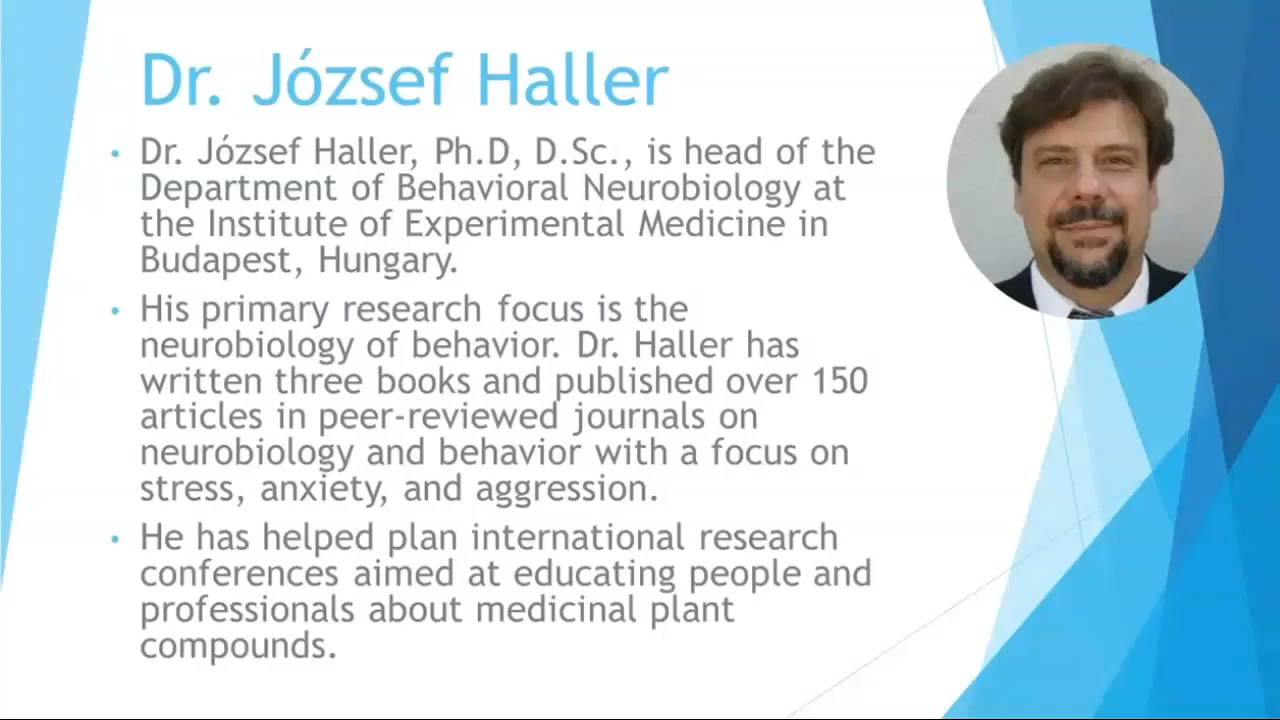 Dr. József Haller
• Dr. József Haller, Ph.D, D.Sc., is head of the
Department of Behavioral Neurobiology at
the Institute of Experimental Medicine in
Budapest, Hungary.
• His primary research focus is the
neurobiology of behavior. Dr. Haller has
written three books and published over 150
articles in peer-reviewed journals on
neurobiology and behavior with a focus on
stress, anxiety, and aggression.
• He has helped plan international research
conferences aimed at educating people and
professionals about medicinal plant
compounds.